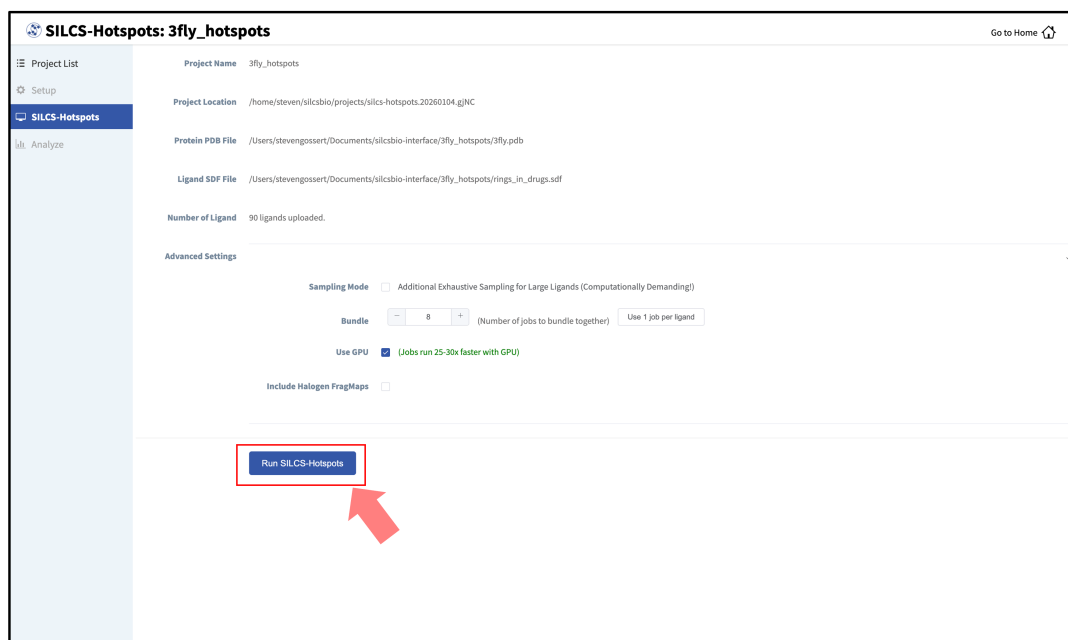 SILCS-Hotspots: 3fly_hotspots
Go to Home
Project List
Setup
SILCS-Hotspots
Analyze
Project Name 3fly_hotspots
Project Location /home/steven/silcsbio/projects/silcs-hotspots.20260104.gjNC
Protein PDB File /Users/stevengossert/Documents/silcsbio-interface/3fly_hotspots/3fly.pdb
Ligand SDF File /Users/stevengossert/Documents/silcsbio-interface/3fly_hotspots/rings_in_drugs.sdf
Number of Ligand 90 ligands uploaded.
Advanced Settings
Sampling Mode Additional Exhaustive Sampling for Large Ligands (Computationally Demanding!)
Bundle − 8 + (Number of jobs to bundle together) Use 1 job per ligand
Use GPU (Jobs run 25-30x faster with GPU)
Include Halogen FragMaps
Run SILCS-Hotspots